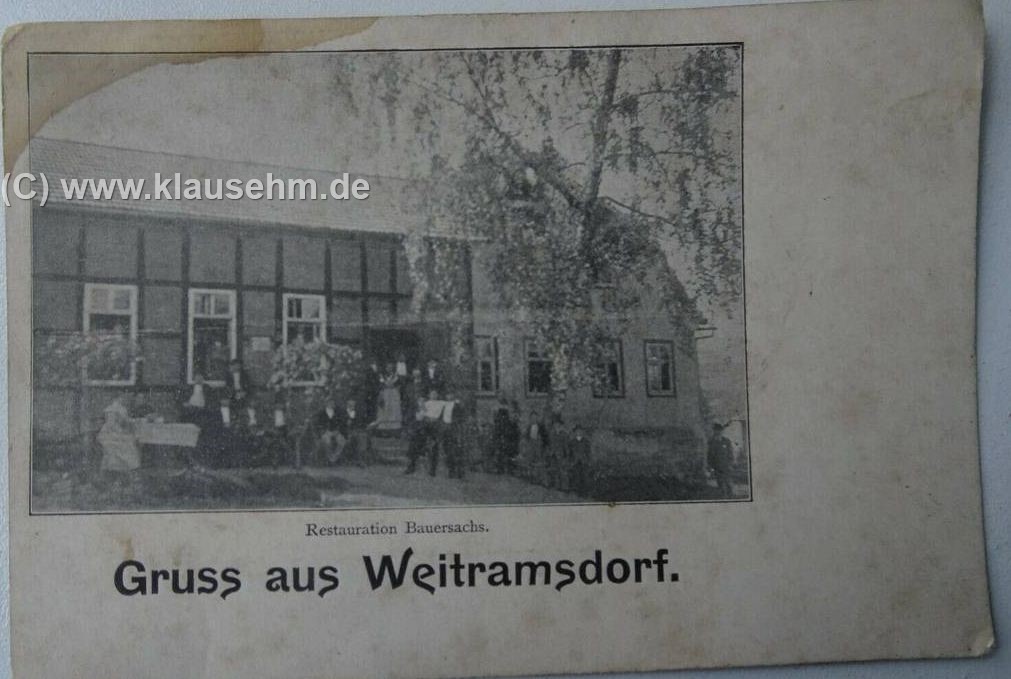 (C) www.klausehm.de
Restauration Bauersachs.
Gruss aus Weitramsdorf.